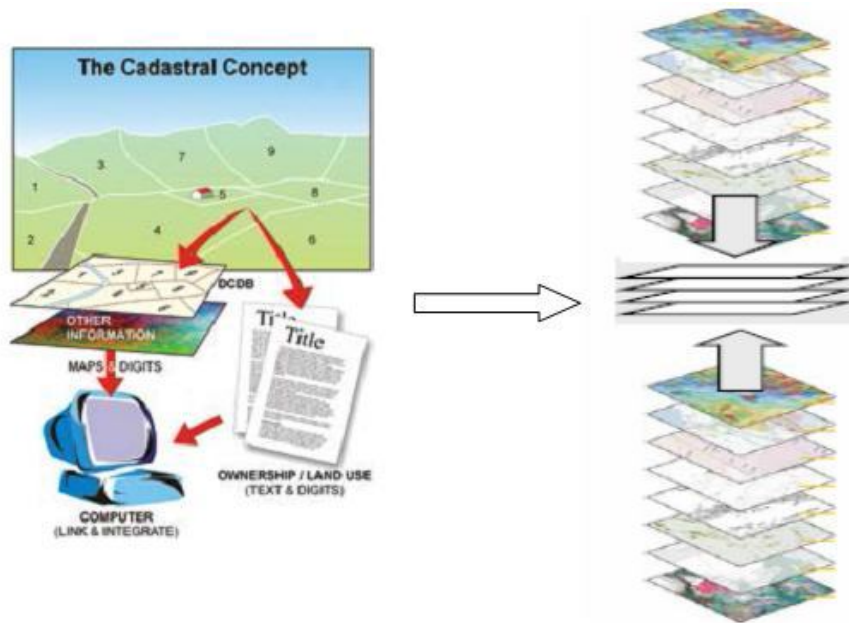 The Cadastral Concept
1
3
7
9
5
8
2
4
6
DCDB
OTHER
INFORMATION
MAPS & DIGITS
Title
Title
OWNERSHIP / LAND USE
(TEXT & DIGITS)
COMPUTER
(LINK & INTEGRATE)